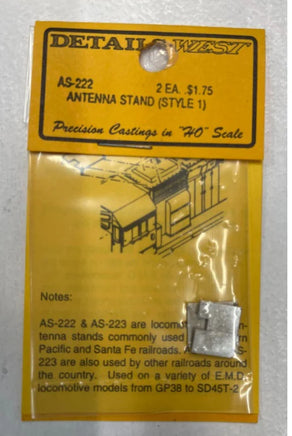 DETAILS WEST
AS-222 2 EA. .$1.75
ANTENNA STAND (STYLE 1)
Precision Castings in "HO" Scale
Notes:
AS-222 & AS-223 are locomot
tenna stands commonly used
Pacific and Santa Fe railroads. A
223 are also used by other railroads around
the country. Used on a variety of E.M.D.
locomotive models from GP38 to SD45T-2